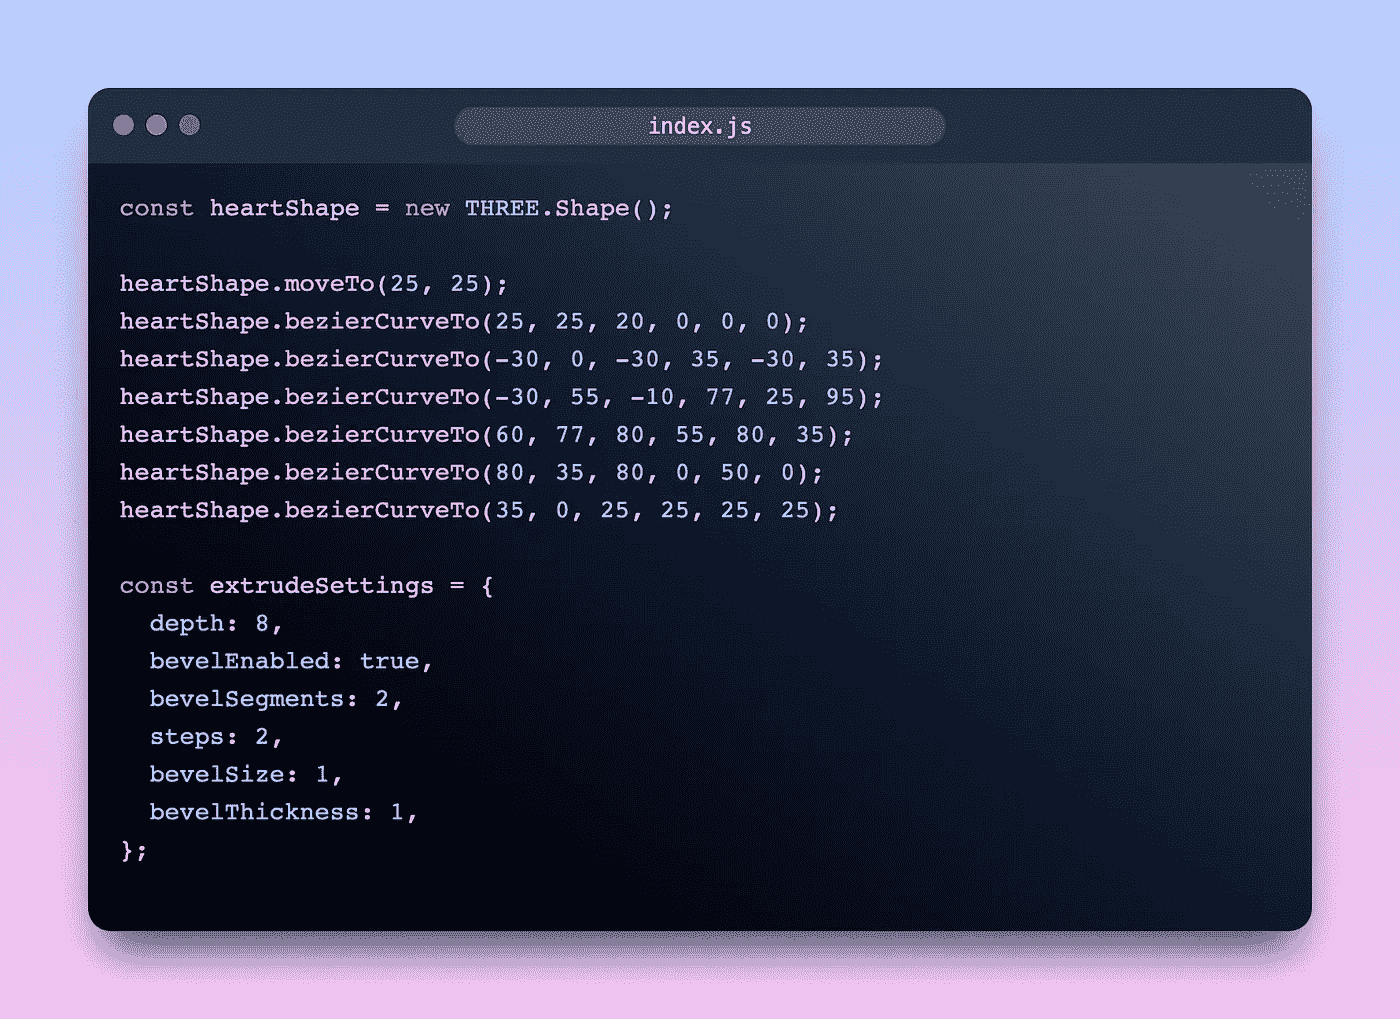 index.js
const heartShape = new THREE.Shape();
heartShape.moveTo(25, 25);
heartShape.bezierCurveTo(25, 25, 20, 0, 0, 0);
heartShape.bezierCurveTo(-30, 0, -30, 35, -30, 35);
heartShape.bezierCurveTo(-30, 55, -10, 77, 25, 95);
heartShape.bezierCurveTo(60, 77, 80, 55, 80, 35);
heartShape.bezierCurveTo(80, 35, 80, 0, 50, 0);
heartShape.bezierCurveTo(35, 0, 25, 25, 25, 25);
const extrudeSettings = {
  depth: 8,
  bevelEnabled: true,
  bevelSegments: 2,
  steps: 2,
  bevelSize: 1,
  bevelThickness: 1,
};